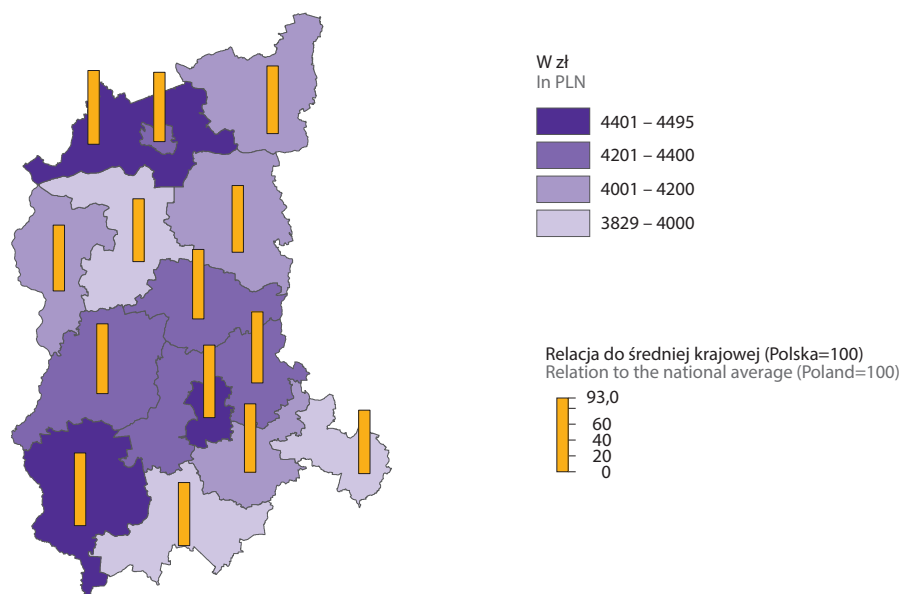 W zł
In PLN
4401 – 4495
4201 – 4400
4001 – 4200
3829 – 4000
Relacja do średniej krajowej (Polska=100)
Relation to the national average (Poland=100)
93,0
60
40
20
0